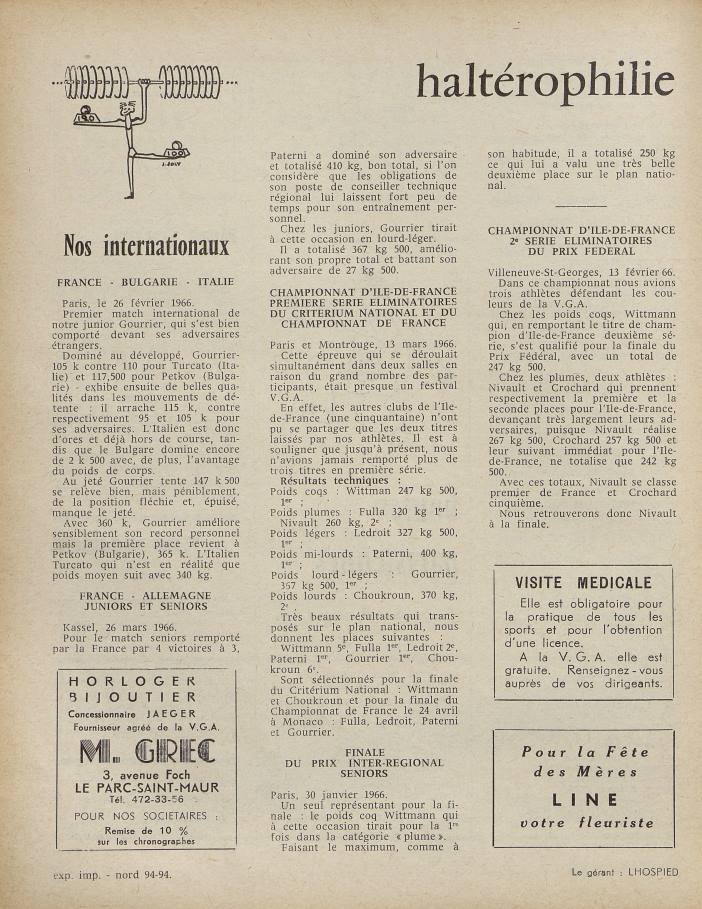 haltérophilie
Nos internationaux
FRANCE - BULGARIE - ITALIE
Paris, le 26 février 1966.
Premier match international de
notre junior Gourrier, qui s'est bien
comporté devant ses adversaires
étrangers.
Dominé au développé, Gourrier-
105 k contre 110 pour Turcato (Ita-
lie) et 117,500 pour Petkov (Bulga-
rie) - exhibe ensuite de belles qua-
lités dans les mouvements de dé-
tente : il arrache 115 k, contre
respectivement 95 et 105 k pour
ses adversaires. L'Italien est donc
d'ores et déjà hors de course, tan-
dis que le Bulgare domine encore
de 2 k 500 avec, de plus, l'avantage
du poids de corps.
Au jeté Gourrier tente 147 k 500
se relève bien, mais péniblement,
de la position fléchie et, épuisé,
manque le jeté.
Avec 360 k, Gourrier améliore
sensiblement son record personnel
mais la première place revient à
Petkov (Bulgarie), 365 k. L'Italien
Turcato qui n'est en réalité que
poids moyen suit avec 340 kg.
FRANCE - ALLEMAGNE
JUNIORS ET SENIORS
Kassel, 26 mars 1966.
Pour le match seniors remporté
par la France par 4 victoires à 3,
HORLOGER
BIJOUTIER
Concessionnaire JAEGER
Fournisseur agréé de la V.G.A.
M. GREC
3, avenue Foch
LE PARC-SAINT-MAUR
Tél. 472-33-56
POUR NOS SOCIETAIRES :
Remise de 10 %
sur les chronographes
exp. imp. - nord 94-94.
Paterni a dominé son adversaire
et totalisé 410 kg, bon total, si l'on
considère que les obligations de
son poste de conseiller technique
régional lui laissent fort peu de
temps pour son entraînement per-
sonnel.
Chez les juniors, Gourrier tirait
à cette occasion en lourd-léger.
Il a totalisé 367 kg 500, amélio-
rant son propre total et battant son
adversaire de 27 kg 500.
CHAMPIONNAT D'ILE-DE-FRANCE
PREMIERE SERIE ELIMINATOIRES
DU CRITERIUM NATIONAL ET DU
CHAMPIONNAT DE FRANCE
Paris et Montrouge, 13 mars 1966.
Cette épreuve qui se déroulait
simultanément dans deux salles en
raison du grand nombre des par-
ticipants, était presque un festival
V.G.A.
En effet, les autres clubs de l'Ile-
de-France (une cinquantaine) n'ont
pu se partager que les deux titres
laissés par nos athlètes. Il est à
souligner que jusqu'à présent, nous
n'avions jamais remporté plus de
trois titres en première série.
Résultats techniques :
Poids coqs : Wittman 247 kg 500,
1er ;
Poids plumes : Fulla 320 kg 1er ;
Nivault 260 kg, 2e ;
Poids légers : Ledroit 327 kg 500,
1er ;
Poids mi-lourds : Paterni, 400 kg,
1er ;
Poids lourd-légers : Gourrier,
367 kg 500, 1er ;
Poids lourds : Choukroun, 370 kg,
2e .
Très beaux résultats qui trans-
posés sur le plan national, nous
donnent les places suivantes :
Wittmann 5e, Fulla 1er, Ledroit 2e,
Paterni 1er, Gourrier 1er, Chou-
kroun 6e.
Sont sélectionnés pour la finale
du Critérium National : Wittmann
et Choukroun et pour la finale du
Championnat de France le 24 avril
à Monaco : Fulla, Ledroit, Paterni
et Gourrier.
FINALE
DU PRIX INTER-REGIONAL
SENIORS
Paris, 30 janvier 1966.
Un seul représentant pour la fi-
nale : le poids coq Wittmann qui
à cette occasion tirait pour la 1re
fois dans la catégorie « plume ».
Faisant le maximum, comme à
son habitude, il a totalisé 250 kg
ce qui lui a valu une très belle
deuxième place sur le plan natio-
nal.
CHAMPIONNAT D'ILE-DE-FRANCE
2e SERIE ELIMINATOIRES
DU PRIX FEDERAL
Villeneuve-St-Georges, 13 février 66.
Dans ce championnat nous avions
trois athlètes défendant les cou-
leurs de la V.G.A.
Chez les poids coqs, Wittmann
qui, en remportant le titre de cham-
pion d'Ile-de-France deuxième sé-
rie, s'est qualifié pour la finale du
Prix Fédéral, avec un total de
247 kg 500.
Chez les plumes, deux athlètes :
Nivault et Crochard qui prennent
respectivement la première et la
seconde places pour l'Ile-de-France,
devançant très largement leurs ad-
versaires, puisque Nivault réalise
267 kg 500, Crochard 257 kg 500 et
leur suivant immédiat pour l'Ile-
de-France, ne totalise que 242 kg
500.
Avec ces totaux, Nivault se classe
premier de France et Crochard
cinquième.
Nous retrouverons donc Nivault
à la finale.
VISITE MEDICALE
Elle est obligatoire pour
la pratique de tous les
sports et pour l'obtention
d'une licence.
A la V.G.A. elle est
gratuite. Renseignez-vous
auprès de vos dirigeants.
Pour la Fête
des Mères
LINE
votre fleuriste
Le gérant : LHOSPIED